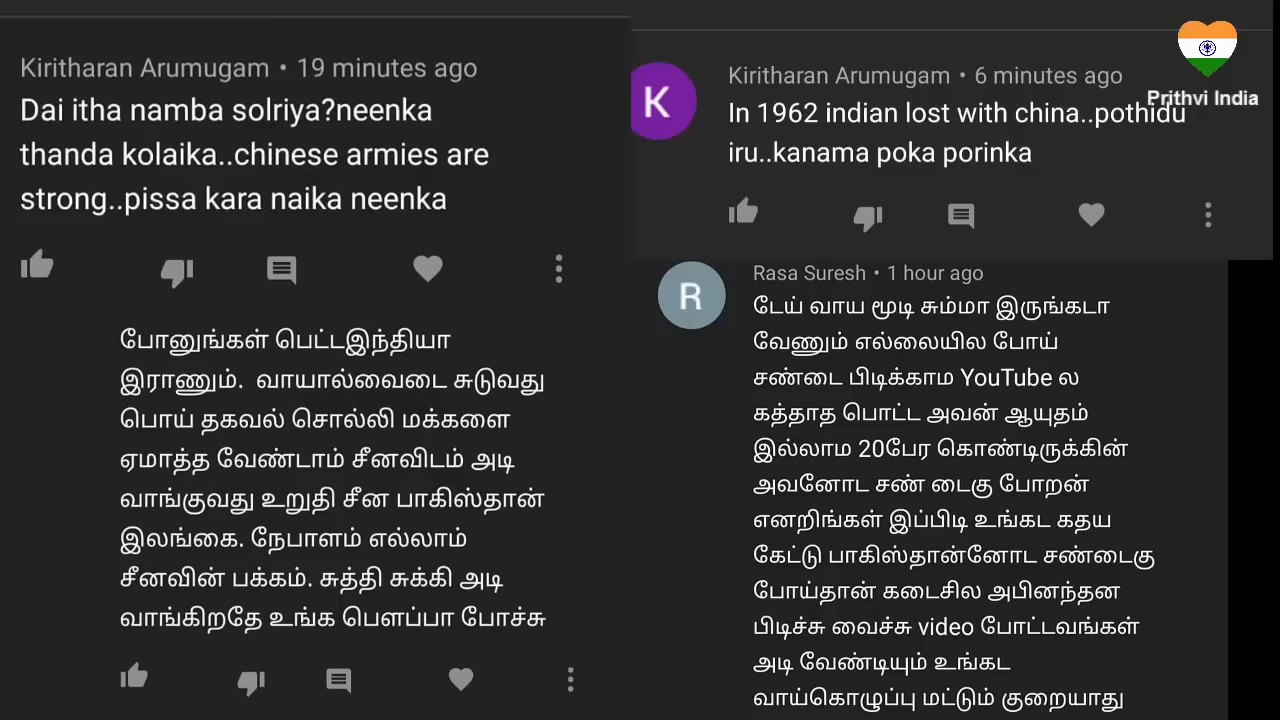 Kiritharan Arumugam • 19 minutes ago
Dai itha namba solriya?neenka
thanda kolaika..chinese armies are
strong..pissa kara naika neenka
போனுங்கள் பெட்டஇந்தியா
இராணும். வாயால்வைடை சுடுவது
பொய் தகவல் சொல்லி மக்களை
ஏமாத்த வேண்டாம் சீனவிடம் அடி
வாங்குவது உறுதி சீன பாகிஸ்தான்
இலங்கை. நேபாளம் எல்லாம்
சீனவின் பக்கம். சுத்தி சுக்கி அடி
வாங்கிறதே உங்க பௌப்பா போச்சு
K
Kiritharan Arumugam • 6 minutes ago
In 1962 indian lost with china..pothidu
iru..kanama poka porinka
Prithvi India
R
Rasa Suresh • 1 hour ago
டேய் வாய மூடி சும்மா இருங்கடா
வேணும் எல்லையில போய்
சண்டை பிடிக்காம YouTube ல
கத்தாத பொட்ட அவன் ஆயுதம்
இல்லாம 20பேர கொண்டிருக்கின்
அவனோட சண் டைகு போறன்
எனறிங்கள் இப்பிடி உங்கட கதய
கேட்டு பாகிஸ்தான்னோட சண்டைகு
போய்தான் கடைசில அபினந்தன
பிடிச்சு வைச்சு video போட்டவங்கள்
அடி வேண்டியும் உங்கட
வாய்கொழுப்பு மட்டும் குறையாது